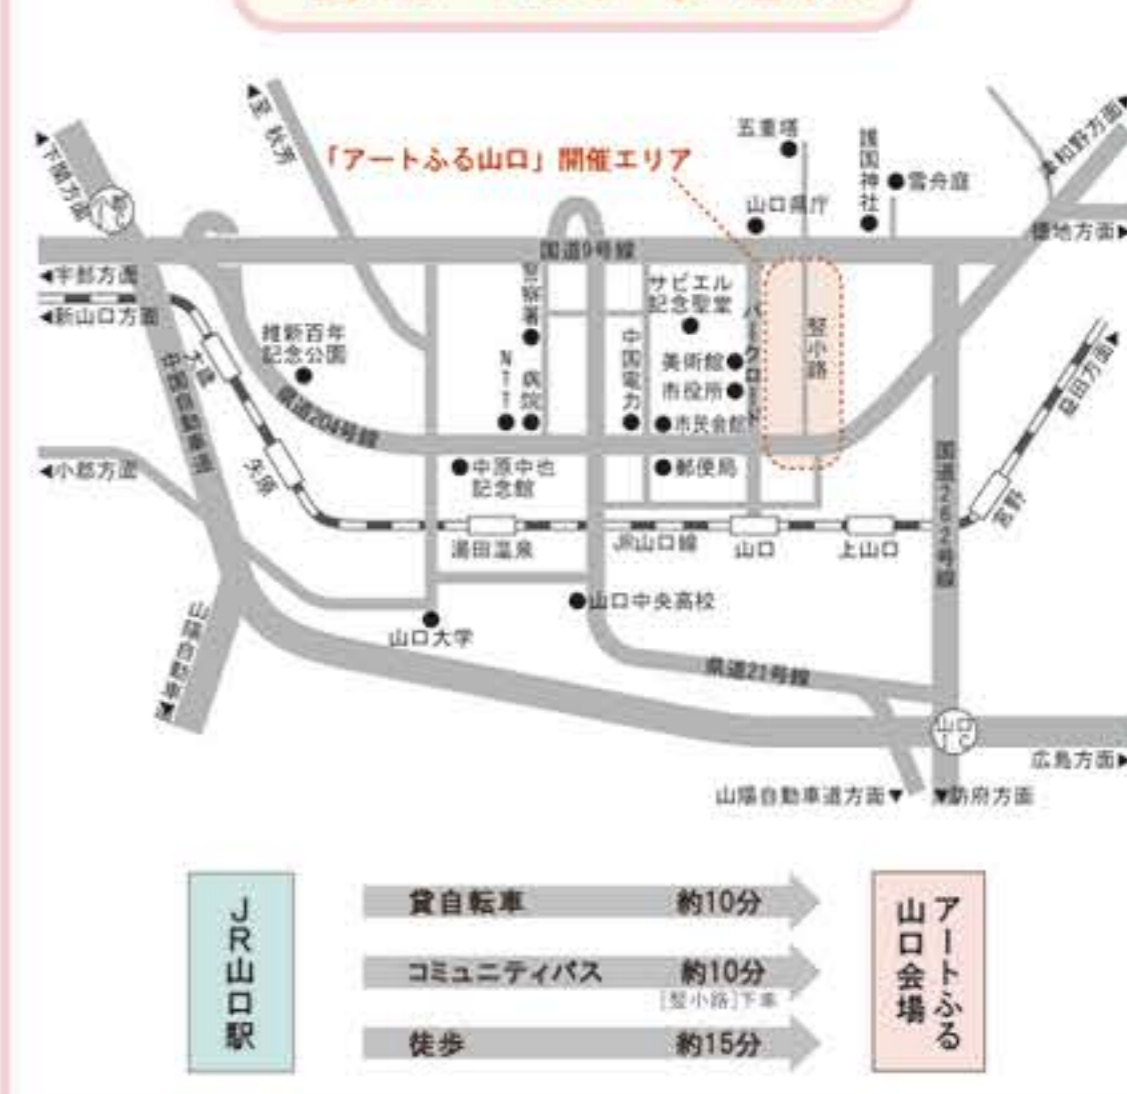 ▲下関方面
▲至 秋芳
「アートふる山口」開催エリア
五重塔
護国神社
雪舟庭
山口県庁
津和野方面▲
徳地方面▶
国道9号線
◀宇部方面
◀新山口方面
維新百年
記念公園
警察署
NTT
病院
中国電力
サビエル
記念聖堂
パークロード
美術館
市役所
市民会館
竪小路
益田方面▲
中国自動車道
大歳
県道204号線
◀小郡方面
矢原
中原中也
記念館
郵便局
国道262号線
宮野
湯田温泉
JR山口線
山口
上山口
山口中央高校
山口大学
山陽自動車道
県道21号線
山口
IC
広島方面▶
山陽自動車道方面▼
▼防府方面
JR山口駅
貸自転車 約10分
コミュニティバス 約10分
[竪小路]下車
徒歩 約15分
アートふる
山口会場